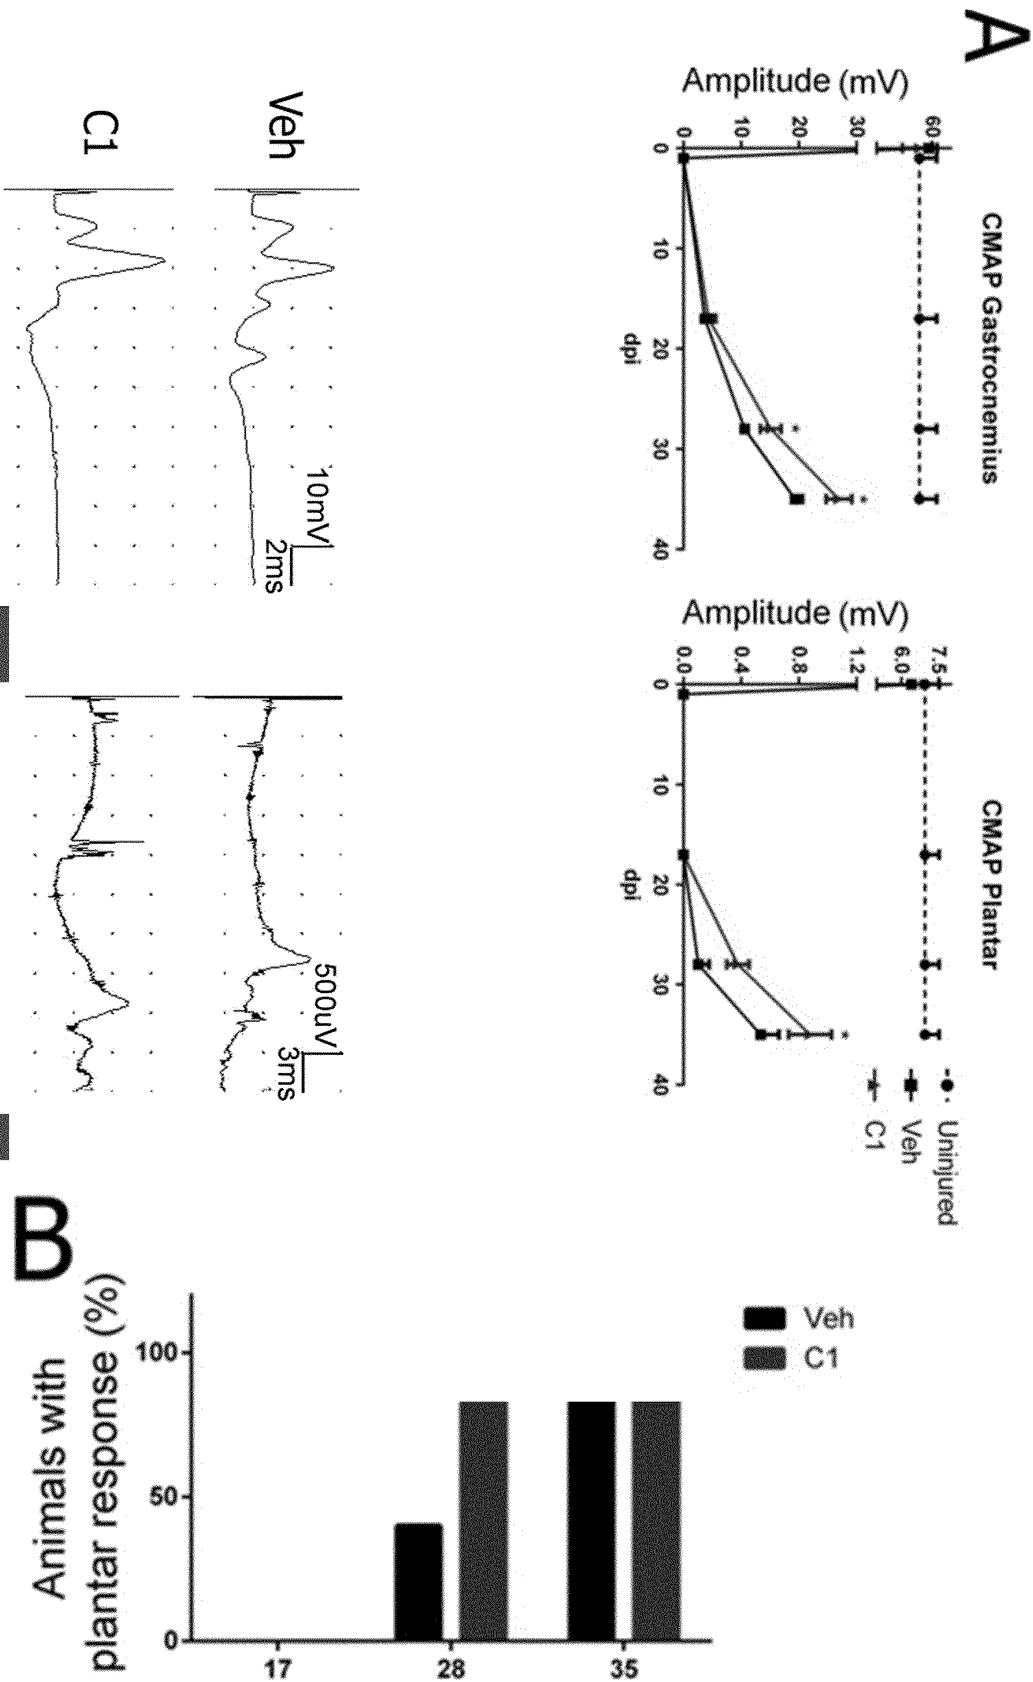 A
CMAP Gastrocnemius
Amplitude (mV)
60
30
20
10
0
0
10
20
30
40
dpi
*
*
CMAP Plantar
Amplitude (mV)
7.5
6.0
1.2
0.8
0.4
0.0
0
10
20
30
40
dpi
*
Uninjured
Veh
C1
Veh
10mV
2ms
500uV
3ms
C1
B
Animals with
plantar response (%)
100
50
0
17
28
35
Veh
C1